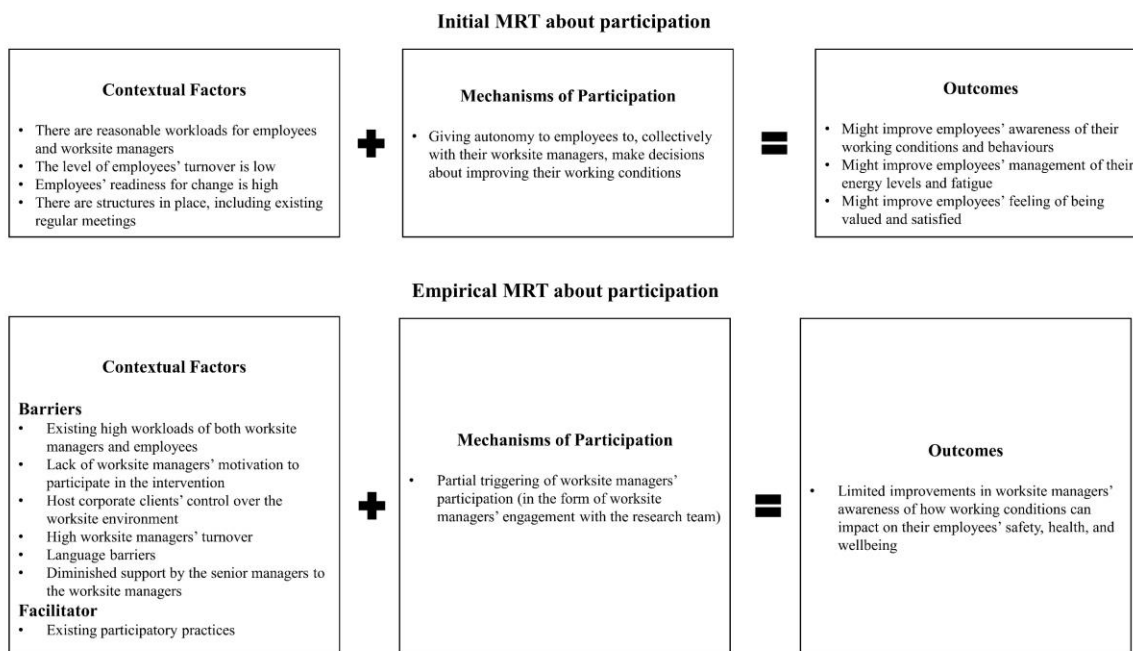 Initial MRT about participation
Contextual Factors
• There are reasonable workloads for employees
and worksite managers
• The level of employees' turnover is low
• Employees' readiness for change is high
• There are structures in place, including existing
regular meetings
Mechanisms of Participation
• Giving autonomy to employees to, collectively
with their worksite managers, make decisions
about improving their working conditions
Outcomes
• Might improve employees' awareness of their
working conditions and behaviours
• Might improve employees' management of their
energy levels and fatigue
• Might improve employees' feeling of being
valued and satisfied
Empirical MRT about participation
Contextual Factors
Barriers
• Existing high workloads of both worksite
managers and employees
• Lack of worksite managers' motivation to
participate in the intervention
• Host corporate clients' control over the
worksite environment
• High worksite managers' turnover
• Language barriers
• Diminished support by the senior managers to
the worksite managers
Facilitator
• Existing participatory practices
Mechanisms of Participation
• Partial triggering of worksite managers'
participation (in the form of worksite
managers' engagement with the research team)
Outcomes
• Limited improvements in worksite managers'
awareness of how working conditions can
impact on their employees' safety, health, and
wellbeing